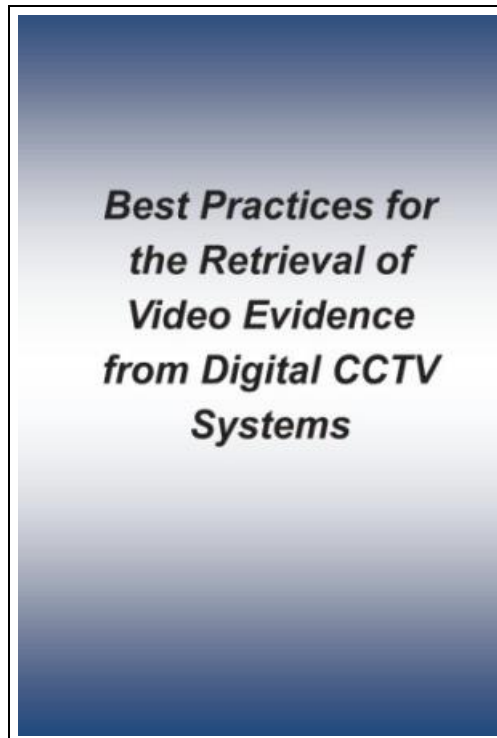 Best Practices for
the Retrieval of
Video Evidence
from Digital CCTV
Systems